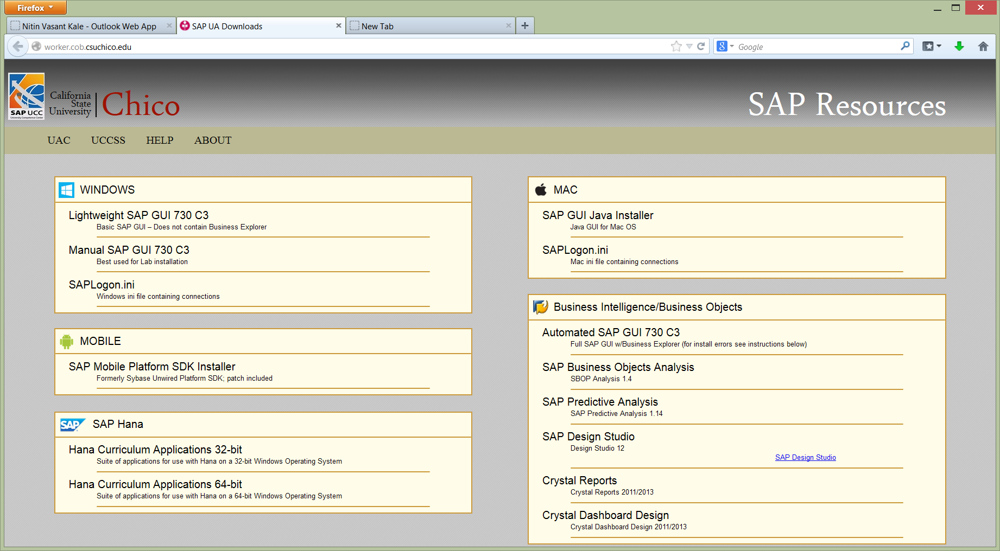 Firefox
Nitin Vasant Kale - Outlook Web App
SAP UA Downloads
New Tab
worker.cob.csuchico.edu
Google
SAP UCC
University Competence Center
California
State
University
Chico
SAP Resources
UAC
UCCSS
HELP
ABOUT
WINDOWS
Lightweight SAP GUI 730 C3
Basic SAP GUI – Does not contain Business Explorer
Manual SAP GUI 730 C3
Best used for Lab installation
SAPLogon.ini
Windows ini file containing connections
MOBILE
SAP Mobile Platform SDK Installer
Formerly Sybase Unwired Platform SDK; patch included
SAP
SAP Hana
Hana Curriculum Applications 32-bit
Suite of applications for use with Hana on a 32-bit Windows Operating System
Hana Curriculum Applications 64-bit
Suite of applications for use with Hana on a 64-bit Windows Operating System
MAC
SAP GUI Java Installer
Java GUI for Mac OS
SAPLogon.ini
Mac ini file containing connections
Business Intelligence/Business Objects
Automated SAP GUI 730 C3
Full SAP GUI w/Business Explorer (for install errors see instructions below)
SAP Business Objects Analysis
SBOP Analysis 1.4
SAP Predictive Analysis
SAP Predictive Analysis 1.14
SAP Design Studio
Design Studio 12
SAP Design Studio
Crystal Reports
Crystal Reports 2011/2013
Crystal Dashboard Design
Crystal Dashboard Design 2011/2013